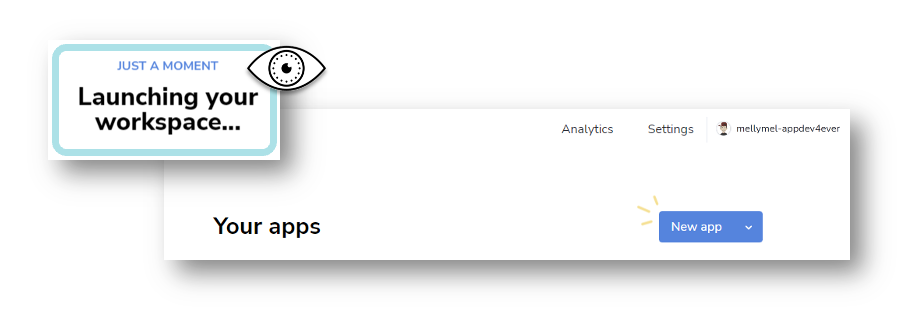 JUST A MOMENT
Launching your
workspace...
Analytics Settings mellymel-appdev4ever
Your apps
New app